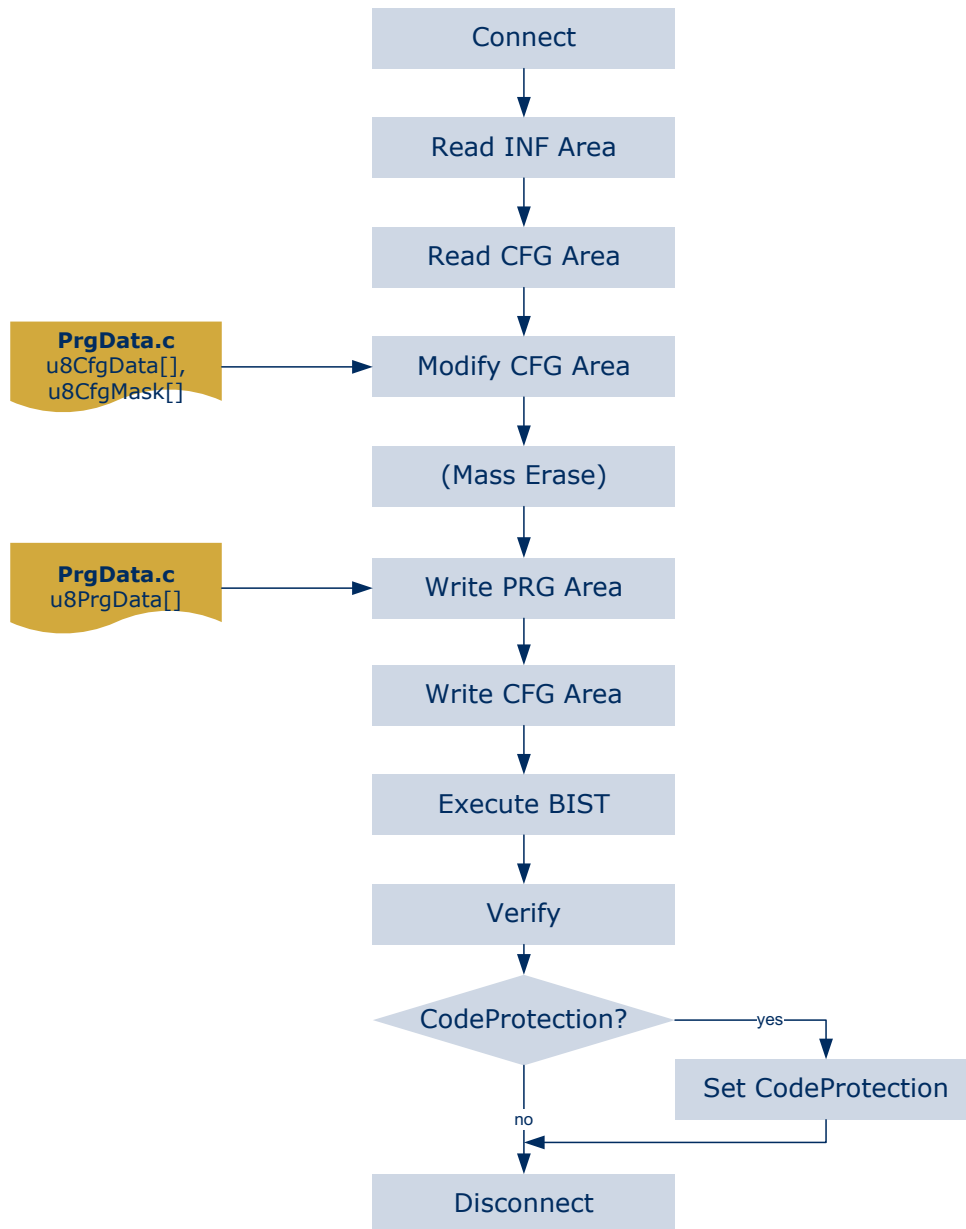 Connect
Read INF Area
Read CFG Area
PrgData.c
u8CfgData[],
u8CfgMask[]
Modify CFG Area
(Mass Erase)
PrgData.c
u8PrgData[]
Write PRG Area
Write CFG Area
Execute BIST
Verify
CodeProtection?
yes
Set CodeProtection
no
Disconnect